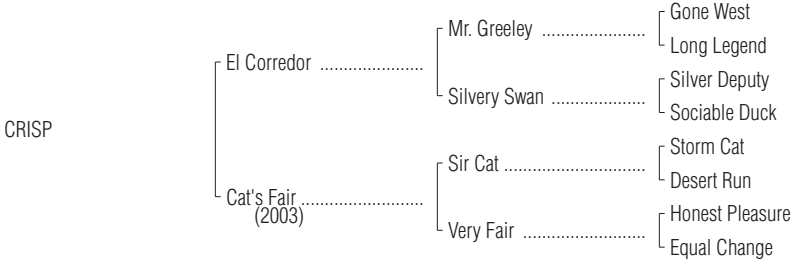 Gone West
Mr. Greeley ......................
Long Legend
El Corredor ......................
Silver Deputy
Silvery Swan ....................
Sociable Duck
CRISP
Storm Cat
Sir Cat ..............................
Desert Run
Cat's Fair ..........................
(2003)
Honest Pleasure
Very Fair ..........................
Equal Change